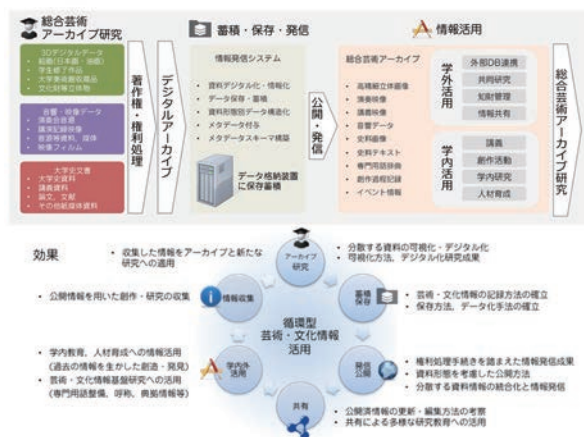 総合芸術
アーカイブ研究
3Dデジタルデータ
• 絵画(日本画・油画)
• 学生修了作品
• 大学美術館収蔵品
• 文化財等立体物
音響・映像データ
• 演奏会音源
• 講演記録映像
• 音源等資料、媒体
• 映像フィルム
大学史文書
• 大学史資料
• 講義資料
• 論文、文献
• その他紙媒体資料
著作権・権利処理
デジタルアーカイブ
蓄積・保存・発信
情報発信システム
• 資料デジタル化・情報化
• データ保存・蓄積
• 資料形態別データ構造化
• メタデータ付与
• メタデータスキーマ構築
データ格納装置
に保存蓄積
公開・発信
情報活用
総合芸術アーカイブ
• 高精細立体画像
• 演奏映像
• 講義映像
• 音響データ
• 史料画像
• 史料テキスト
• 専門用語辞典
• 創作過程記録
• イベント情報
学外活用
外部DB連携
共同研究
知財管理
情報共有
学内活用
講義
創作活動
学内研究
人材育成
総合芸術アーカイブ研究
効果
• 収集した情報をアーカイブと新たな
研究への適用
アーカイブ
研究
• 分散する資料の可視化・デジタル化
• 可視化方法、デジタル化研究成果
• 公開情報を用いた創作・研究の収集
情報収集
蓄積
保存
• 芸術・文化情報の記録方法の確立
• 保存方法、データ化手法の確立
循環型
芸術・文化情報
活用
• 学内教育、人材育成への情報活用
(過去の情報を生かした創造・発見)
• 芸術・文化情報基盤研究への活用
(専門用語整備、呼称、典拠情報等)
学内外
活用
発信
公開
• 権利処理手続きを踏まえた情報発信成果
• 資料形態を考慮した公開方法
• 分散する資料情報の統合化と情報発信
共有
• 公開済情報の更新・編集方法の考察
• 共有による多様な研究教育への活用